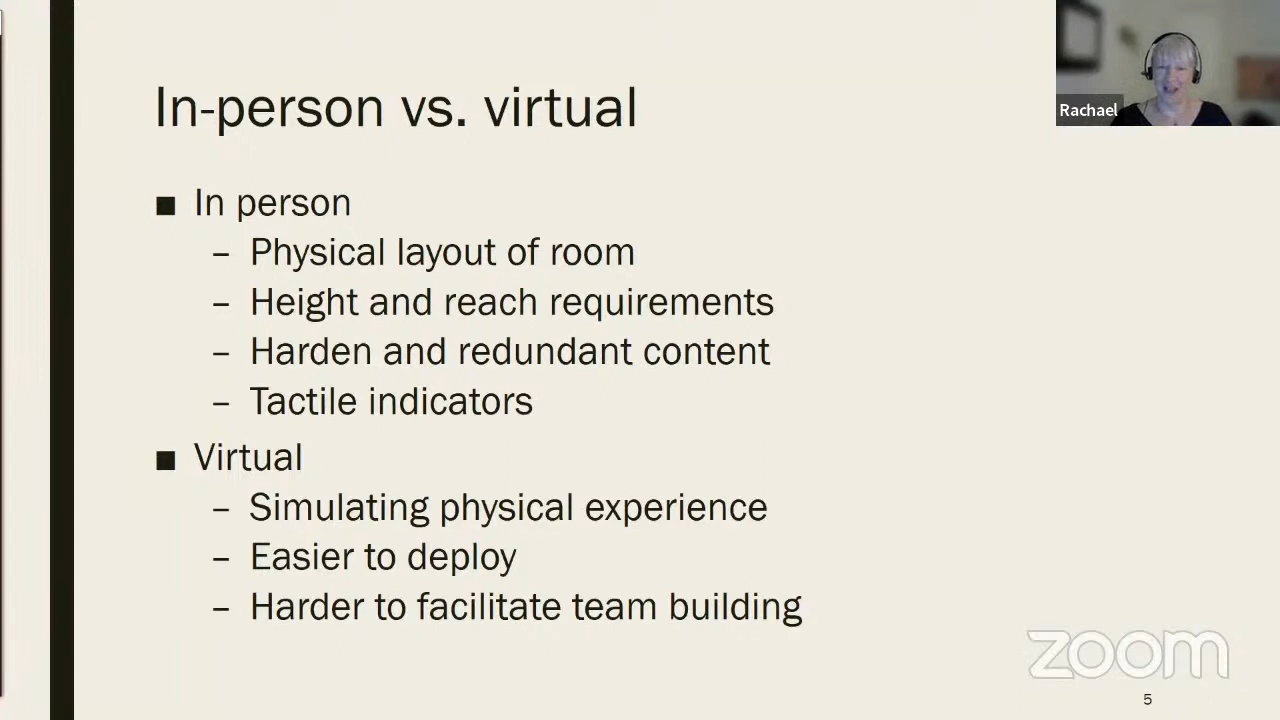 In-person vs. virtual
Rachael
■ In person
– Physical layout of room
– Height and reach requirements
– Harden and redundant content
– Tactile indicators
■ Virtual
– Simulating physical experience
– Easier to deploy
– Harder to facilitate team building
zoom
5